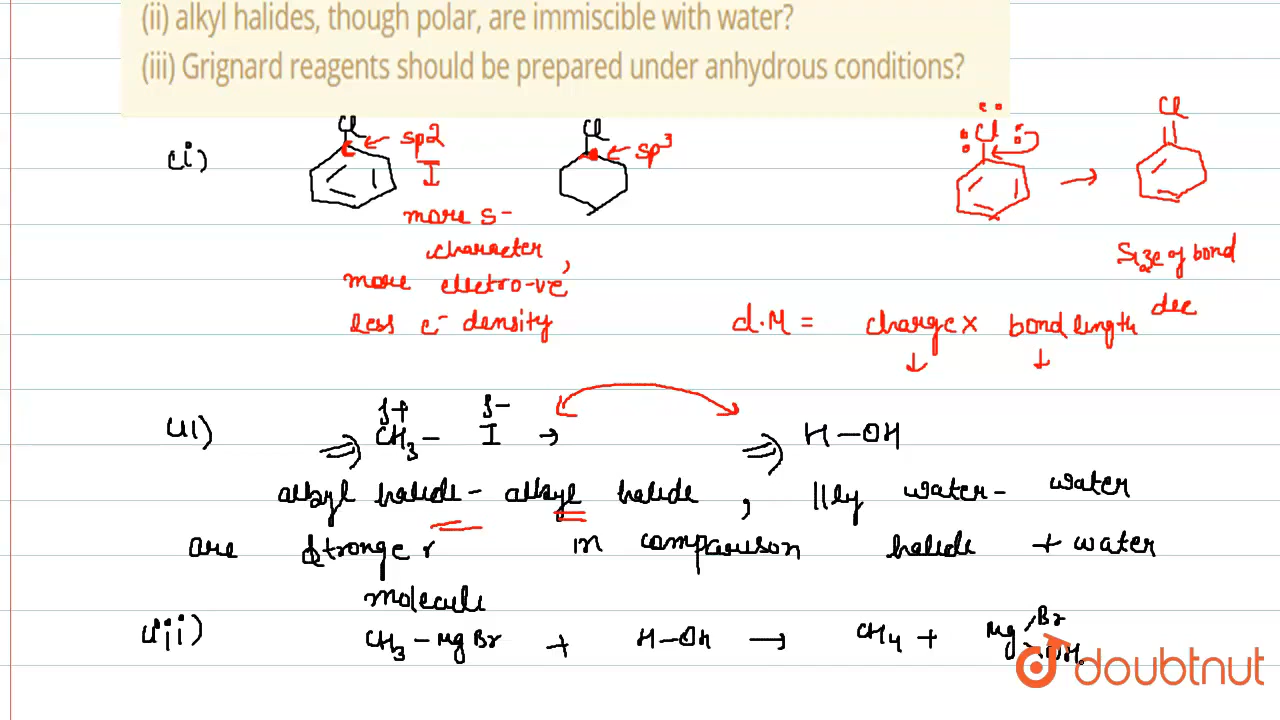 (ii) alkyl halides, though polar, are immiscible with water?
(iii) Grignard reagents should be prepared under anhydrous conditions?
(i)
Cl
sp2
I
more s-
character,
more electro-ve
less e- density
Cl
sp3
Cl
Cl
Size of bond
dec
d.M = charge x bond length
↓ ↓
ii) ⇒ δ+ CH3 - δ- I → ⇒ H-OH
alkyl halide - alkyl halide, lly water - water
are stronger in comparison halide + water
molecule
iii) CH3-MgBr + H-OH → CH4 + Mg Br OH
doubtnut